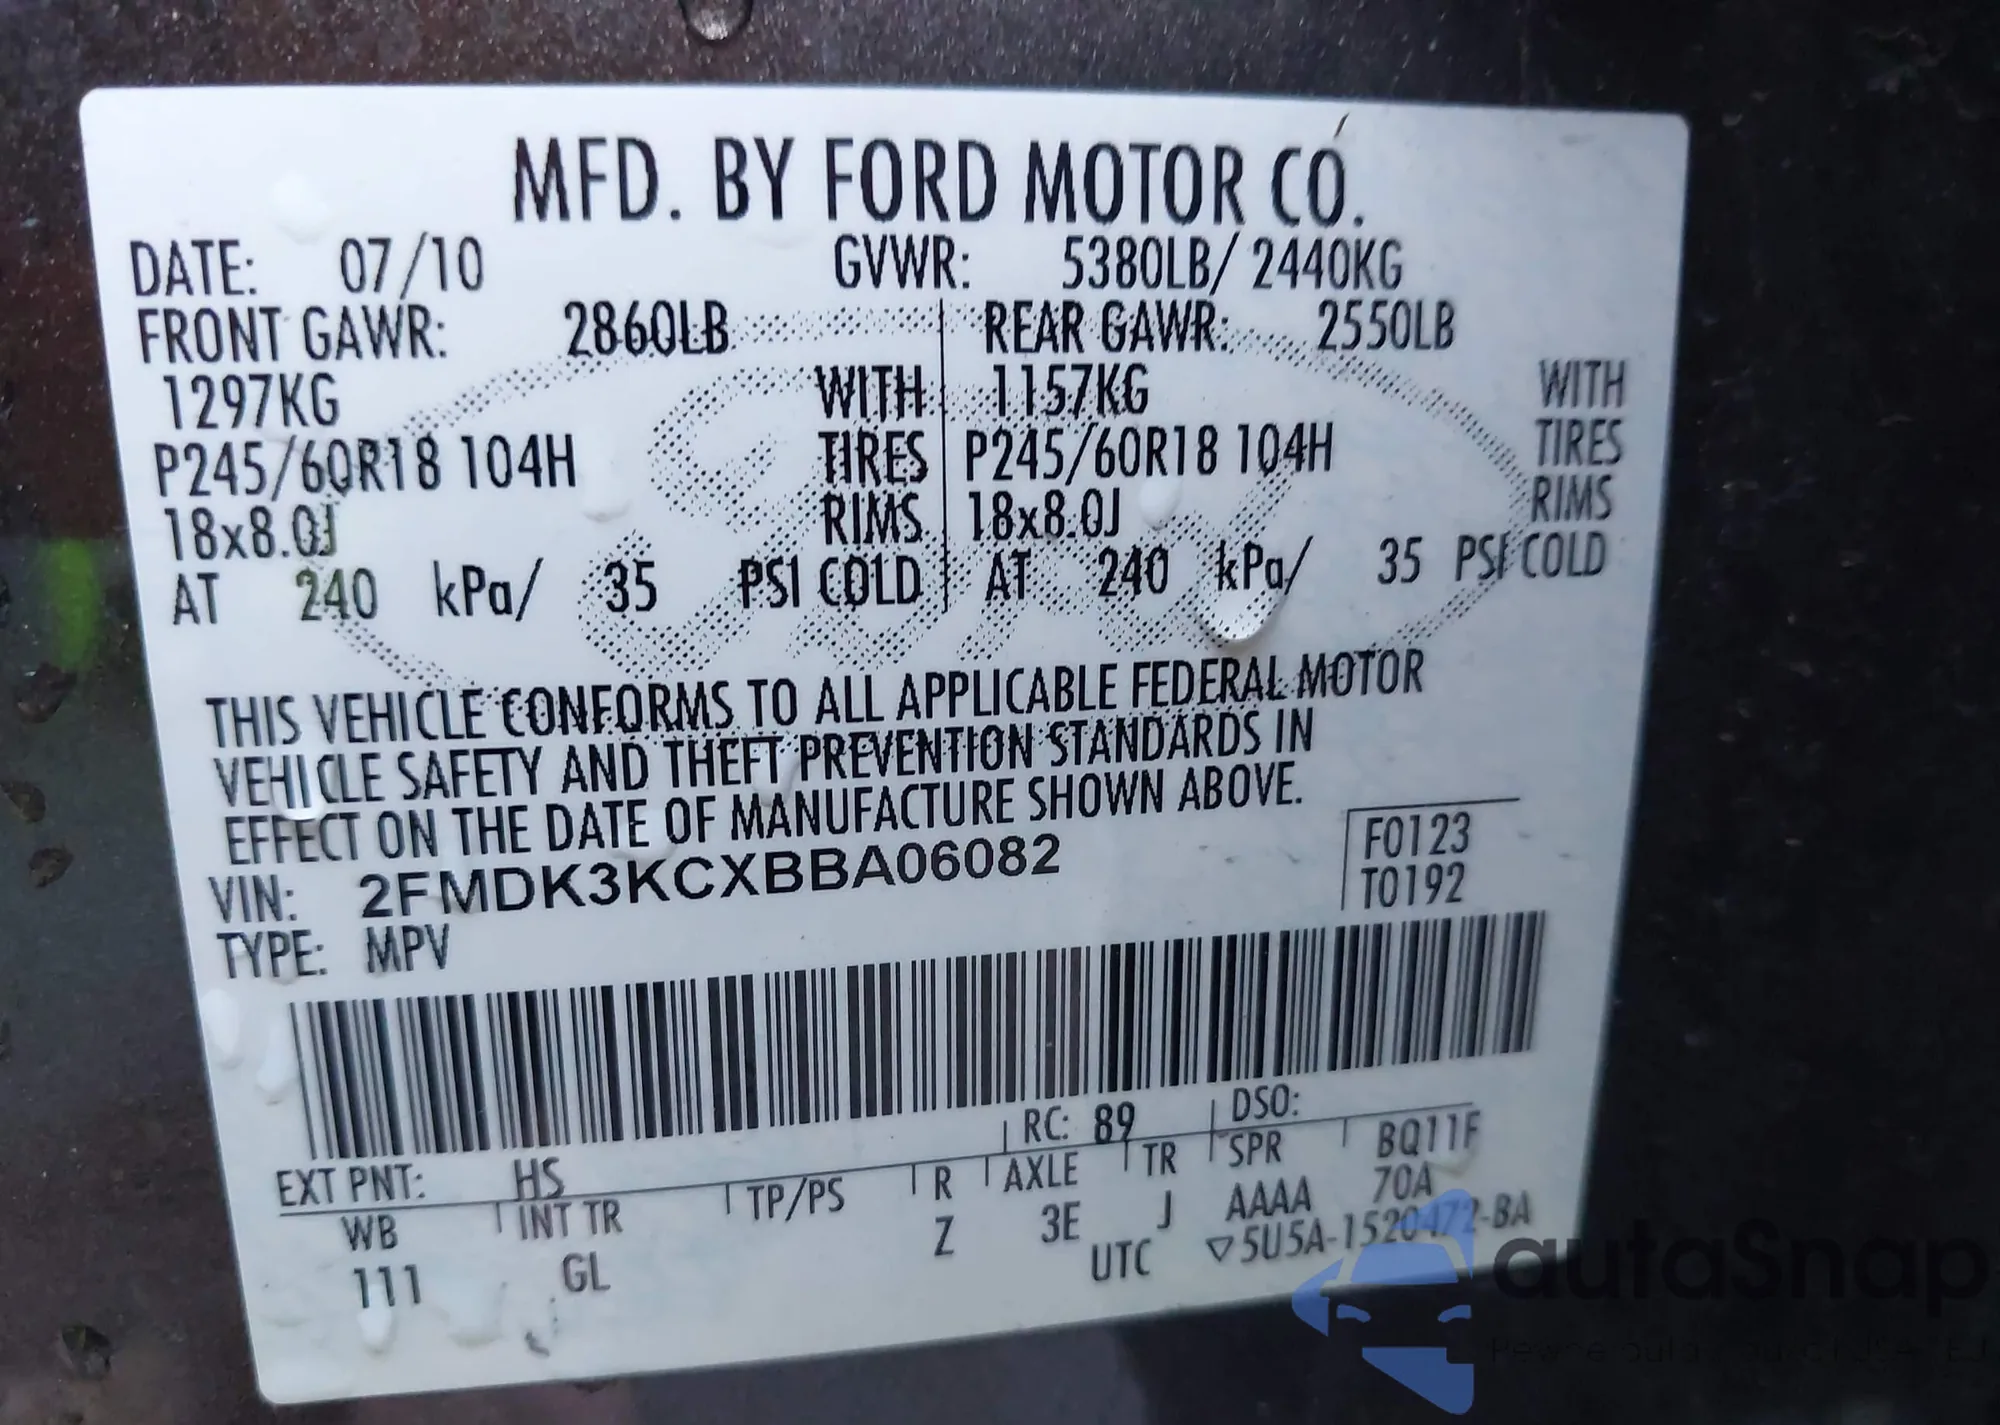 MFD. BY FORD MOTOR CO.
DATE: 07/10 GVWR: 5380LB/ 2440KG
FRONT GAWR: 2860LB REAR GAWR: 2550LB
1297KG WITH 1157KG WITH
P245/60R18 104H TIRES P245/60R18 104H TIRES
18x8.0J RIMS 18x8.0J RIMS
AT 240 kPa/ 35 PSI COLD AT 240 kPa/ 35 PSI COLD
THIS VEHICLE CONFORMS TO ALL APPLICABLE FEDERAL MOTOR
VEHICLE SAFETY AND THEFT PREVENTION STANDARDS IN
EFFECT ON THE DATE OF MANUFACTURE SHOWN ABOVE.
VIN: 2FMDK3KCXBBA06082 F0123
TYPE: MPV T0192
EXT PNT: HS RC: 89 DSO:
WB INT TR TP/PS R AXLE TR SPR BQ11F
111 GL Z 3E J AAAA 70A
UTC ▽5U5A-1520472-BA
autaSnap